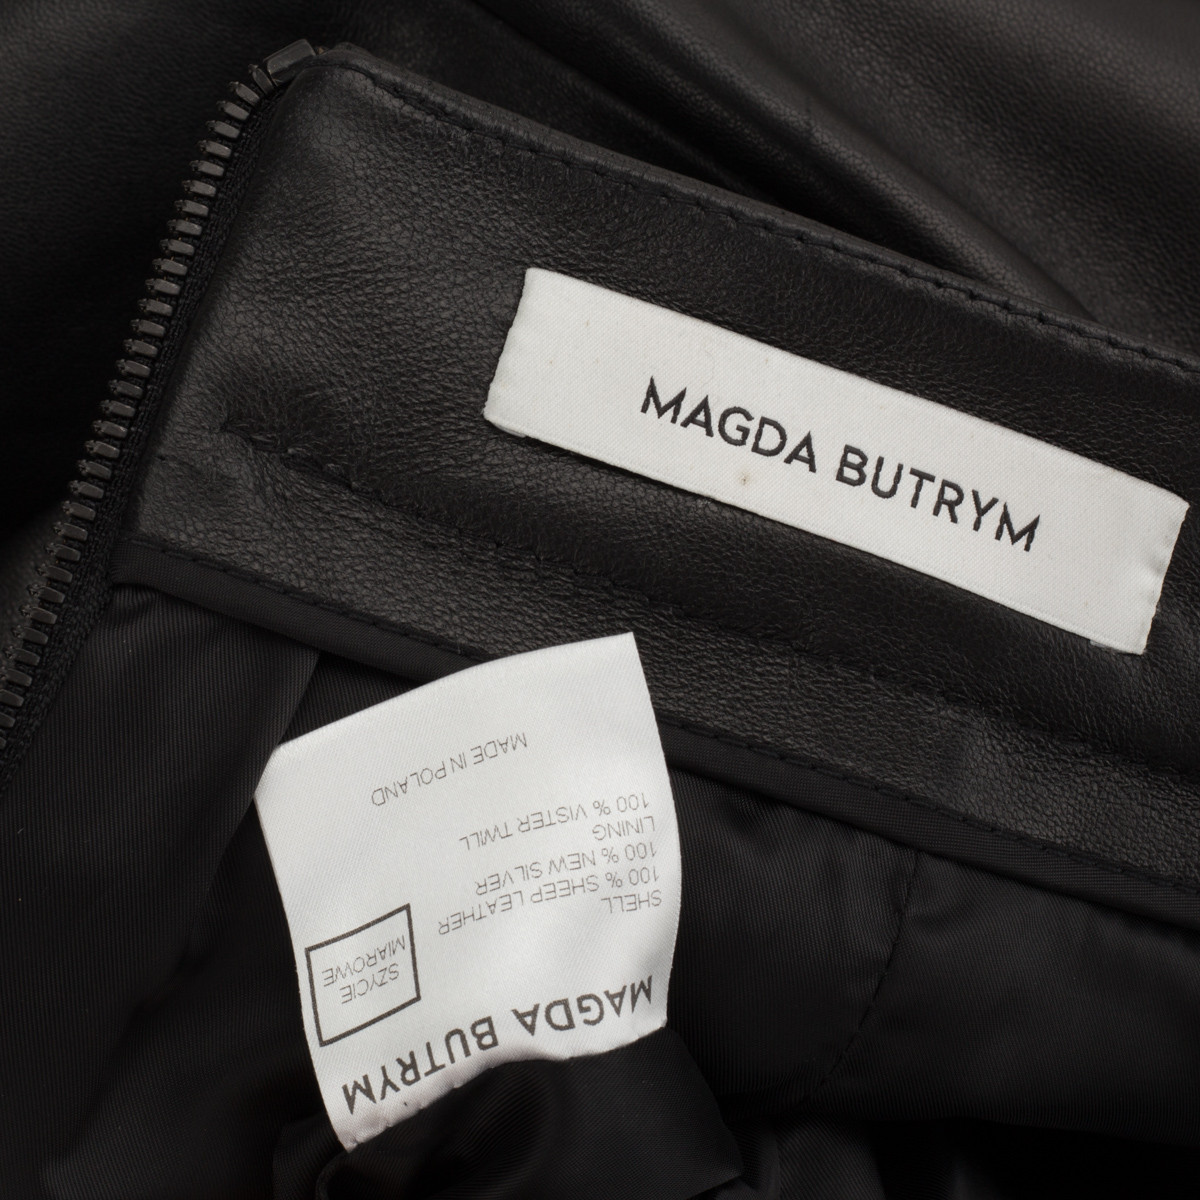 MAGDA BUTRYM
MAGDA BUTRYM
SZYCIE
MIAROWE
SHELL
100 % SHEEP LEATHER
100 % NEW SILVER
LINING
100 % VISTER TWILL
MADE IN POLAND